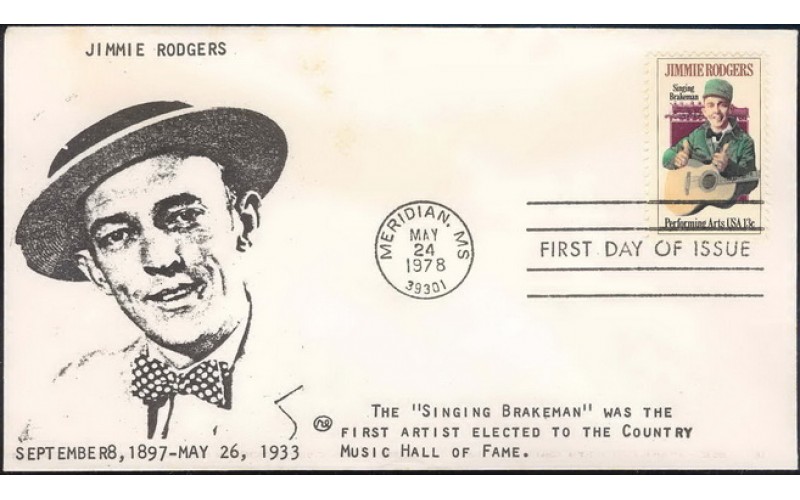 JIMMIE RODGERS
JIMMIE RODGERS
Singing
Brakeman
Performing Arts USA 13c
MERIDIAN, MS
MAY
24
1978
39301
FIRST DAY OF ISSUE
THE "SINGING BRAKEMAN" WAS THE
FIRST ARTIST ELECTED TO THE COUNTRY
MUSIC HALL OF FAME.
SEPTEMBER8, 1897-MAY 26, 1933